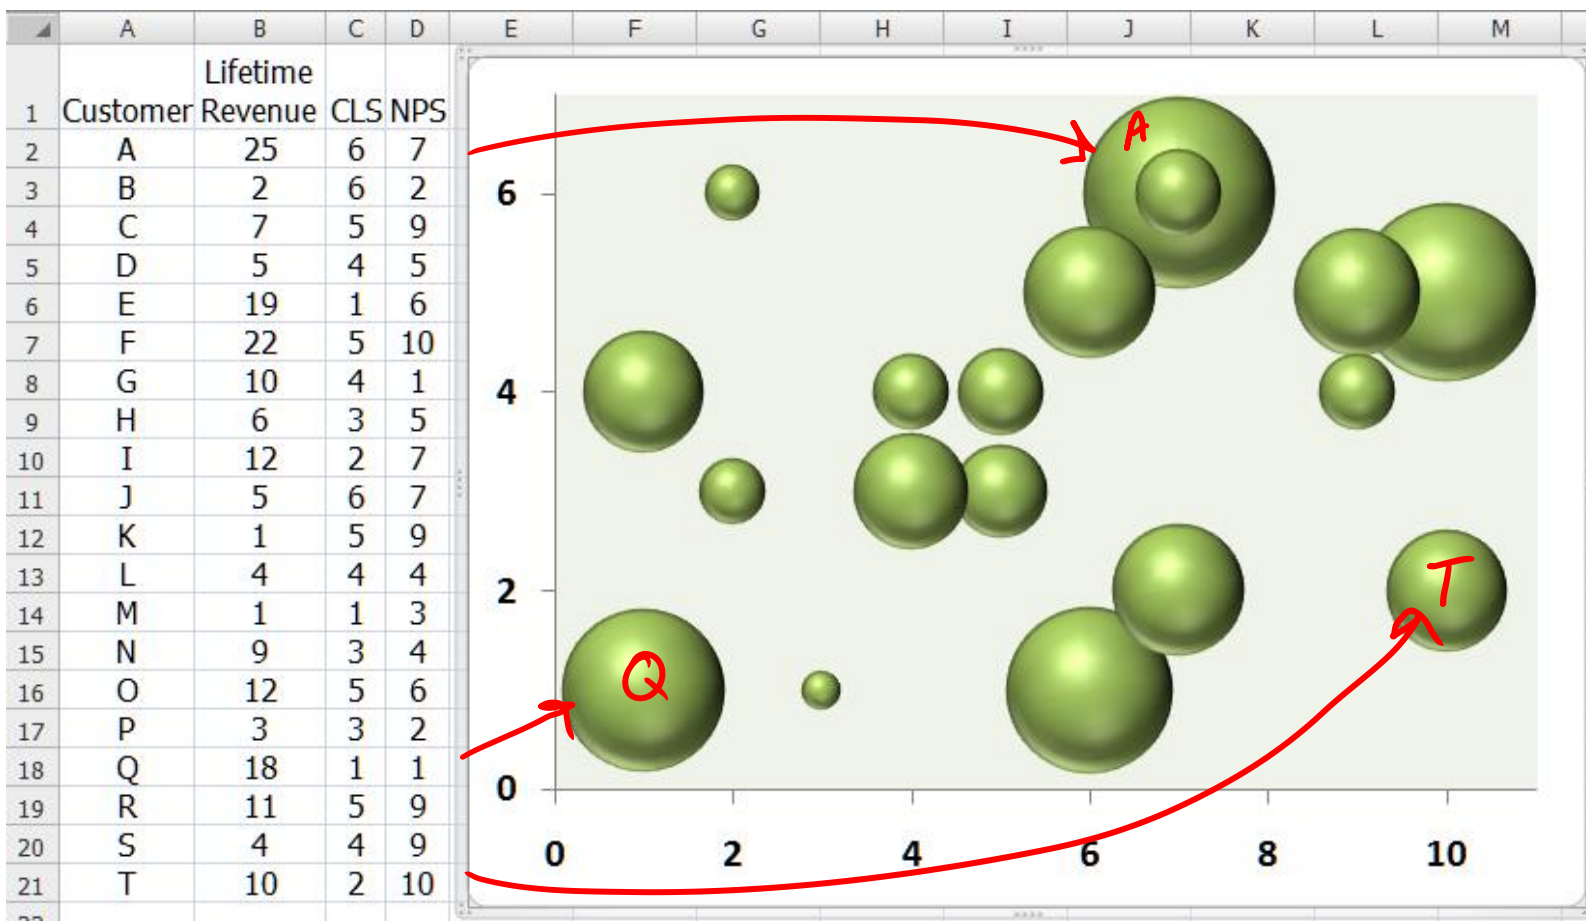 A B C D E F G H I J K L M
Lifetime
1 Customer Revenue CLS NPS
2 A 25 6 7
3 B 2 6 2
4 C 7 5 9
5 D 5 4 5
6 E 19 1 6
7 F 22 5 10
8 G 10 4 1
9 H 6 3 5
10 I 12 2 7
11 J 5 6 7
12 K 1 5 9
13 L 4 4 4
14 M 1 1 3
15 N 9 3 4
16 O 12 5 6
17 P 3 3 2
18 Q 18 1 1
19 R 11 5 9
20 S 4 4 9
21 T 10 2 10
A
6
4
2 T
Q
0
0 2 4 6 8 10